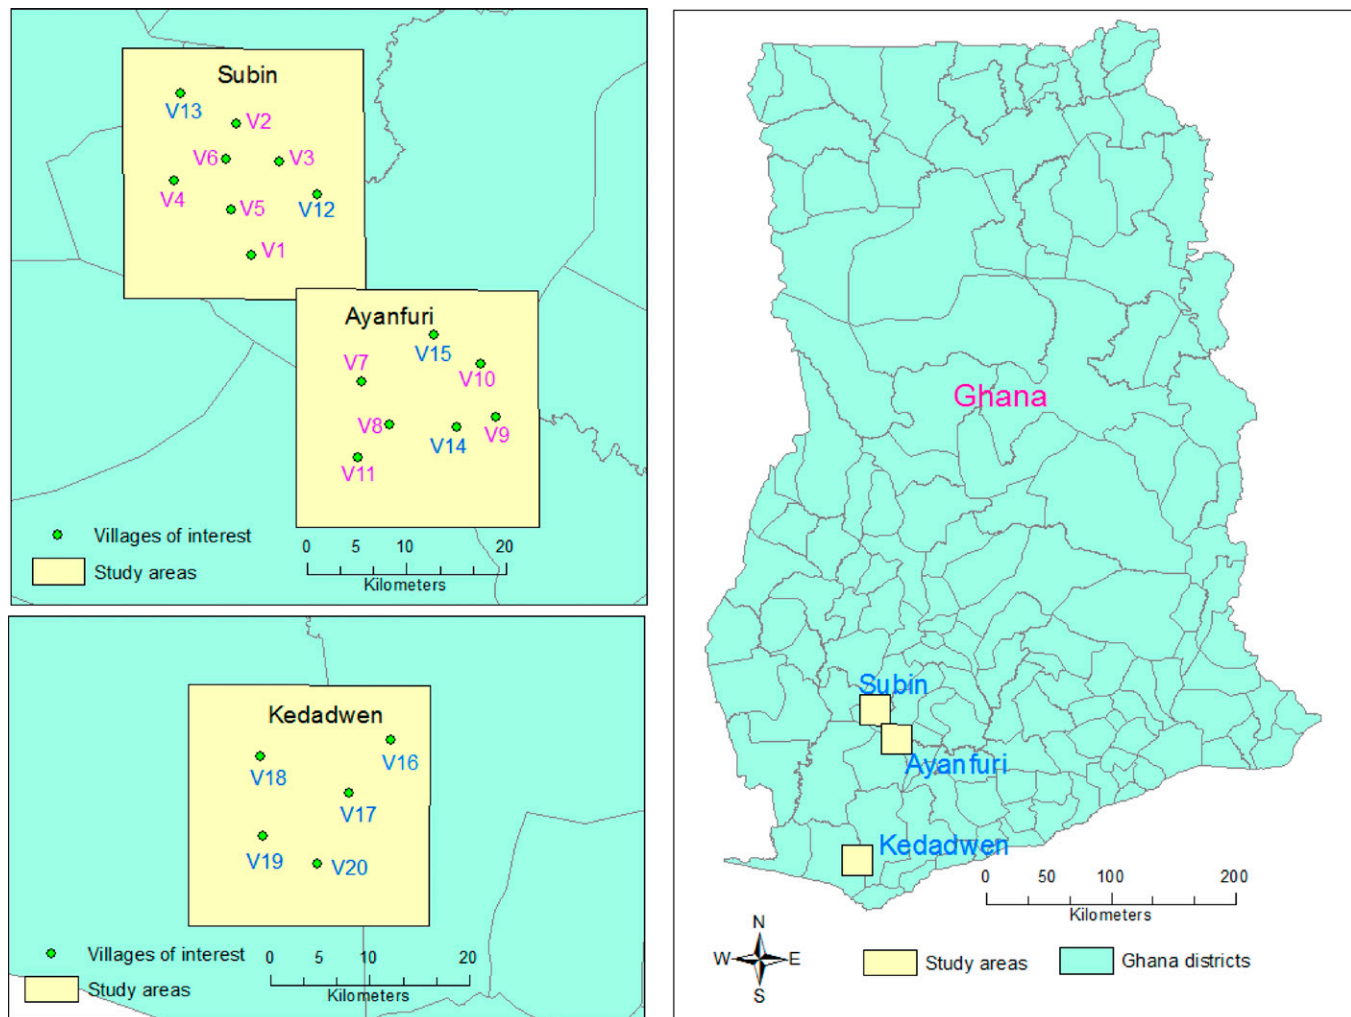 Subin
V13
V2
V6
V3
V4
V5
V12
V1
Ayanfuri
V15
V7
V10
V8
V14
V9
V11
Villages of interest
Study areas
0 5 10 20
Kilometers
Kedadwen
V16
V18
V17
V19
V20
Villages of interest
Study areas
0 5 10 20
Kilometers
Ghana
Subin
Ayanfuri
Kedadwen
0 50 100 200
Kilometers
N
W E
S
Study areas
Ghana districts